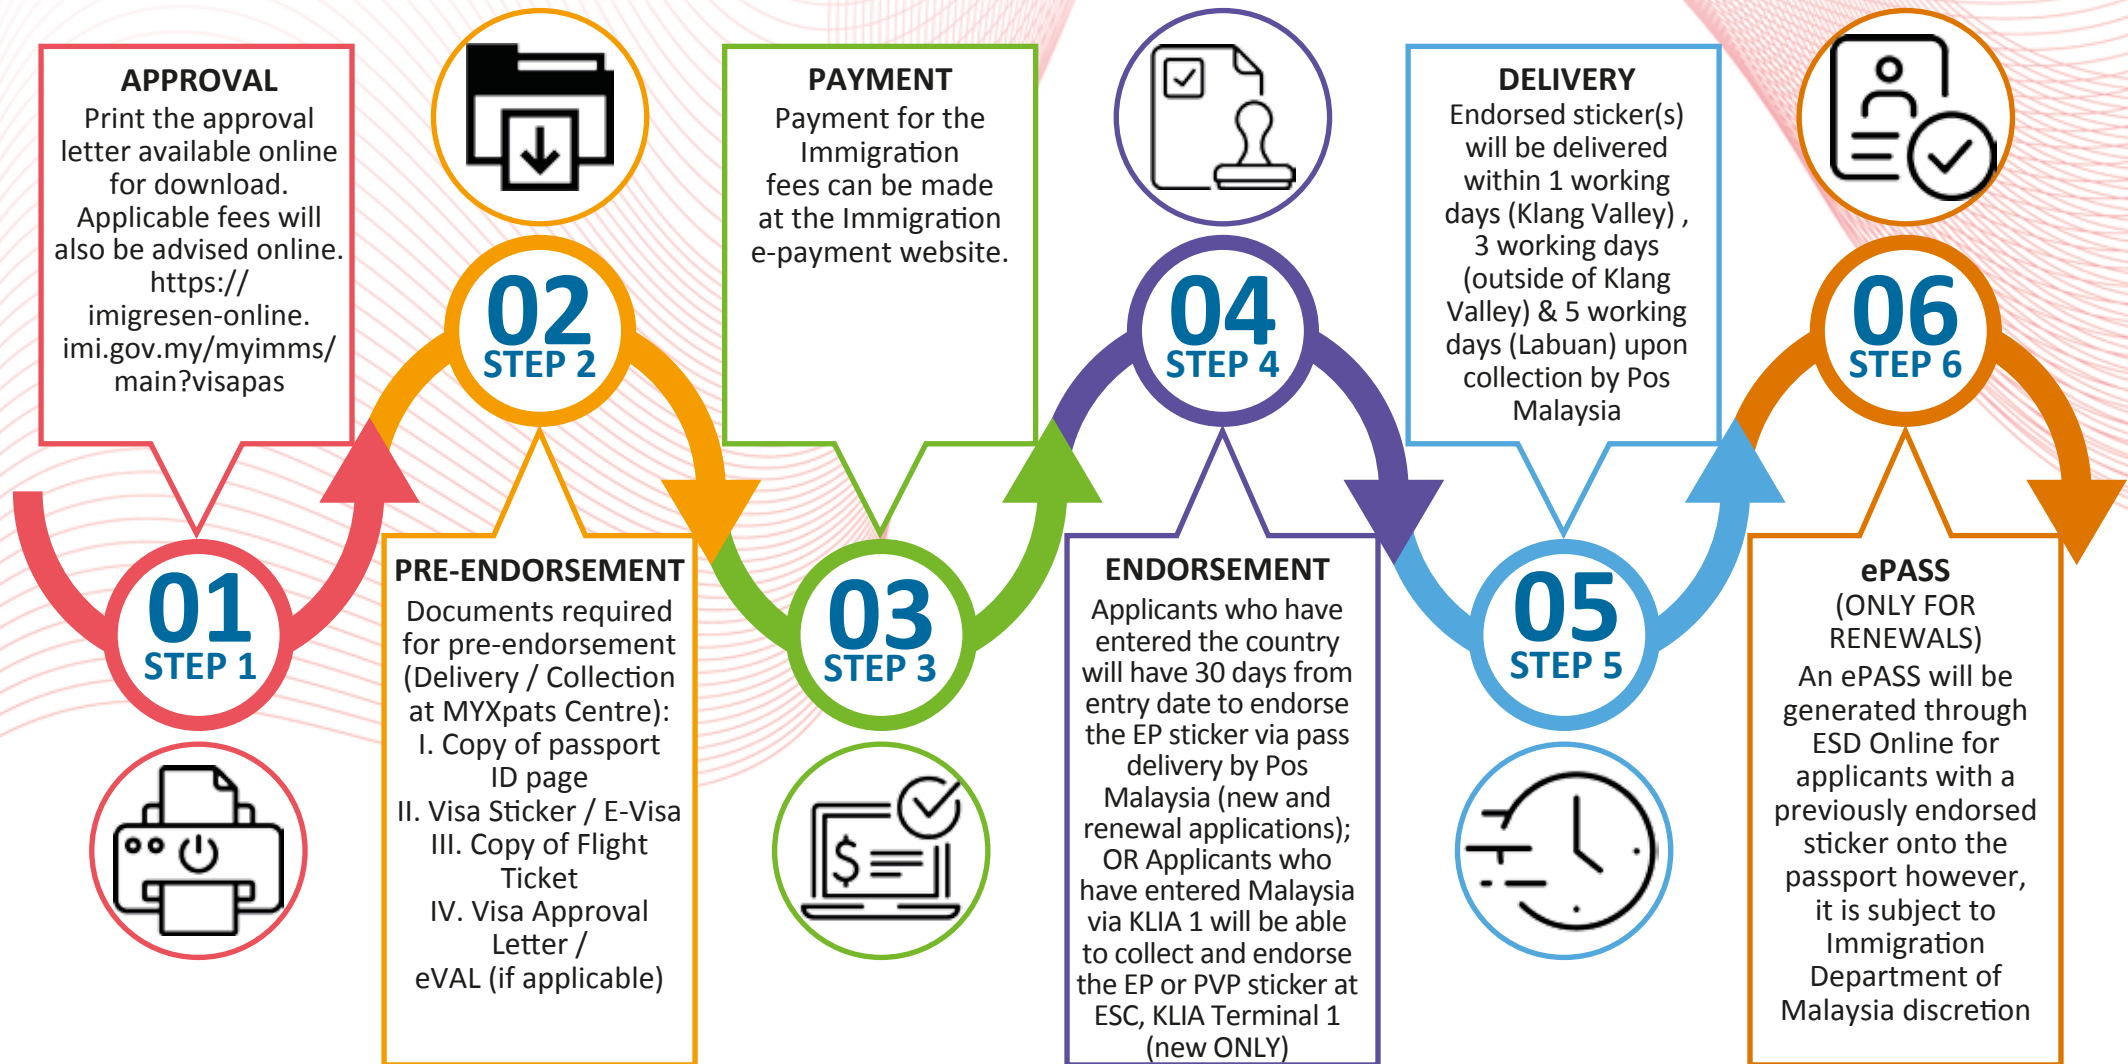 APPROVAL
Print the approval
letter available online
for download.
Applicable fees will
also be advised online.
https://
imigresen-online.
imi.gov.my/myimms/
main?visapas
01
STEP 1
02
STEP 2
PRE-ENDORSEMENT
Documents required
for pre-endorsement
(Delivery / Collection
at MYXpats Centre):
I. Copy of passport
ID page
II. Visa Sticker / E-Visa
III. Copy of Flight
Ticket
IV. Visa Approval
Letter /
eVAL (if applicable)
PAYMENT
Payment for the
Immigration
fees can be made
at the Immigration
e-payment website.
03
STEP 3
$
04
STEP 4
ENDORSEMENT
Applicants who have
entered the country
will have 30 days from
entry date to endorse
the EP sticker via pass
delivery by Pos
Malaysia (new and
renewal applications);
OR Applicants who
have entered Malaysia
via KLIA 1 will be able
to collect and endorse
the EP or PVP sticker at
ESC, KLIA Terminal 1
(new ONLY)
DELIVERY
Endorsed sticker(s)
will be delivered
within 1 working
days (Klang Valley) ,
3 working days
(outside of Klang
Valley) & 5 working
days (Labuan) upon
collection by Pos
Malaysia
05
STEP 5
06
STEP 6
ePASS
(ONLY FOR
RENEWALS)
An ePASS will be
generated through
ESD Online for
applicants with a
previously endorsed
sticker onto the
passport however,
it is subject to
Immigration
Department of
Malaysia discretion